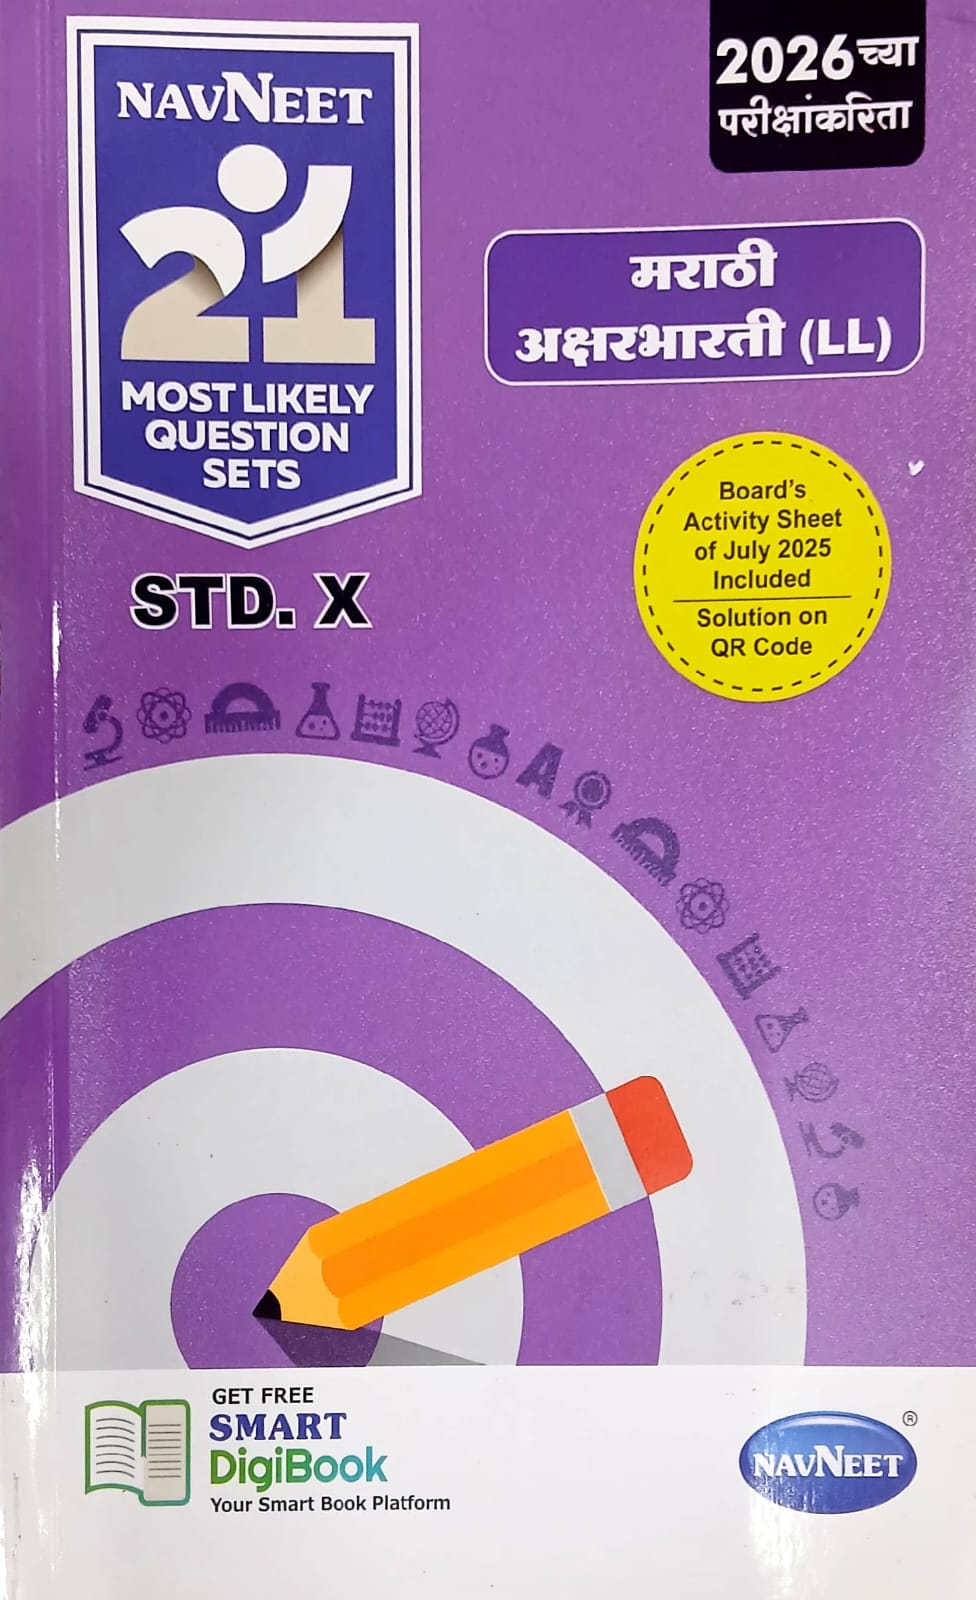 NAVNEET
21
MOST LIKELY
QUESTION
SETS
STD. X
2026च्या
परीक्षांकरिता
मराठी
अक्षरभारती (LL)
Board's
Activity Sheet
of July 2025
Included
Solution on
QR Code
GET FREE
SMART
DigiBook
Your Smart Book Platform
NAVNEET
®